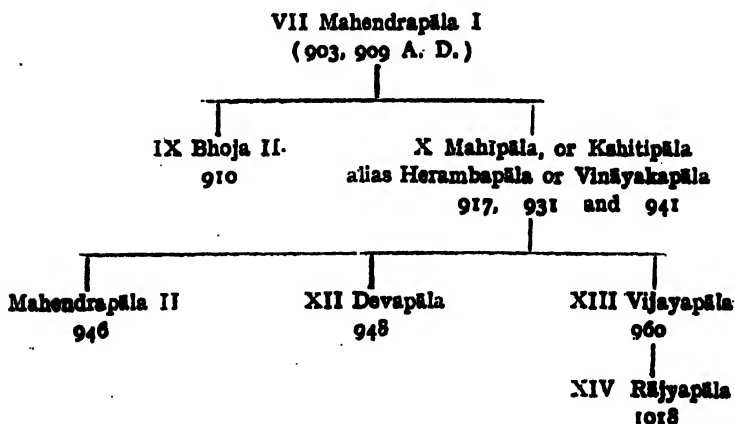 VII Mahendrapāla I
(903, 909 A. D.)
IX Bhoja II.
910
X Mahīpāla, or Kshitipāla
alias Herambapāla or Vināyakapāla
917, 931 and 941
Mahendrapāla II
946
XII Devapāla
948
XIII Vijayapāla
960
XIV Rājyapāla
1018